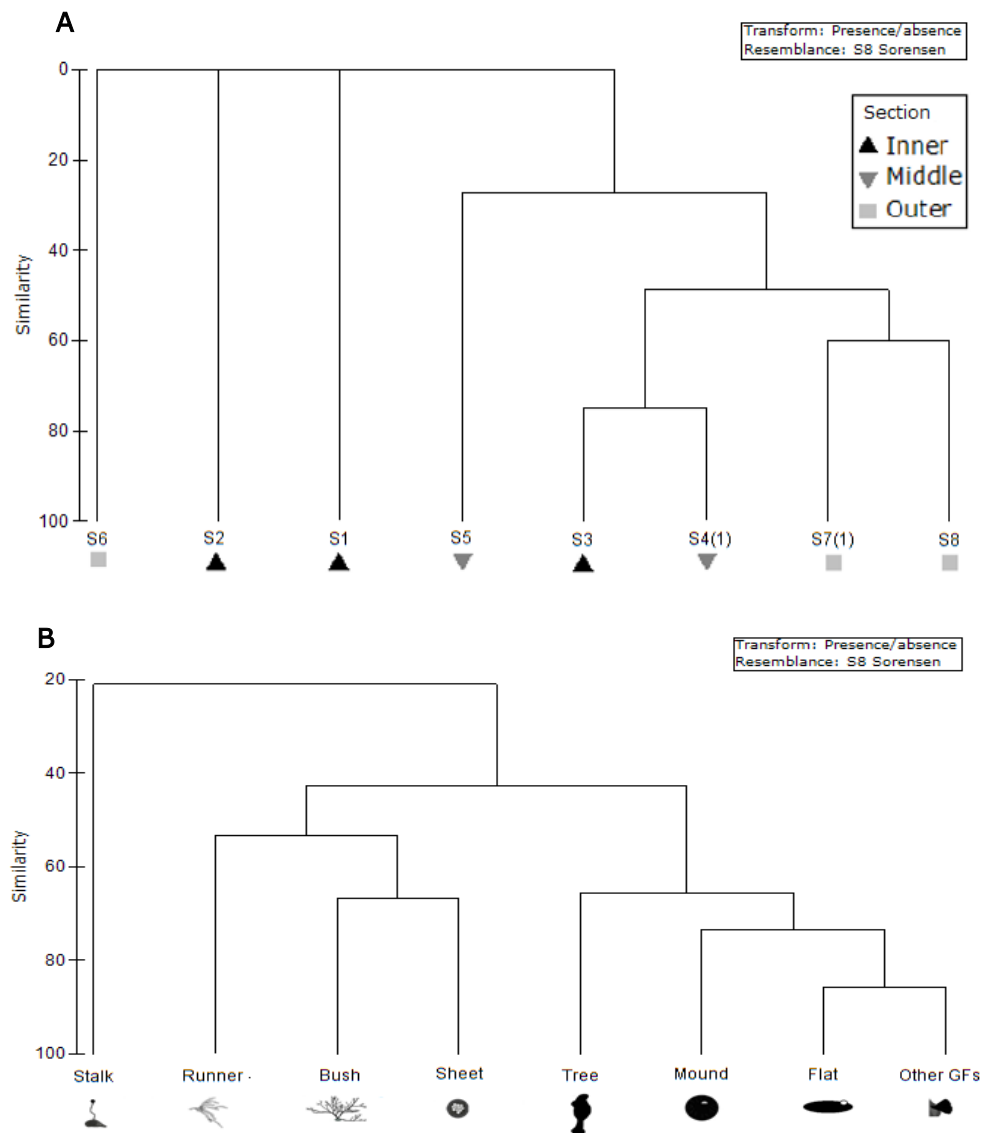 A
Transform: Presence/absence
Resemblance: S8 Sorensen
Section
Inner
Middle
Outer
Similarity
0
20
40
60
80
100
S6 S2 S1 S5 S3 S4(1) S7(1) S8
B
Transform: Presence/absence
Resemblance: S8 Sorensen
Similarity
20
40
60
80
100
Stalk Runner . Bush Sheet Tree Mound Flat Other GFs